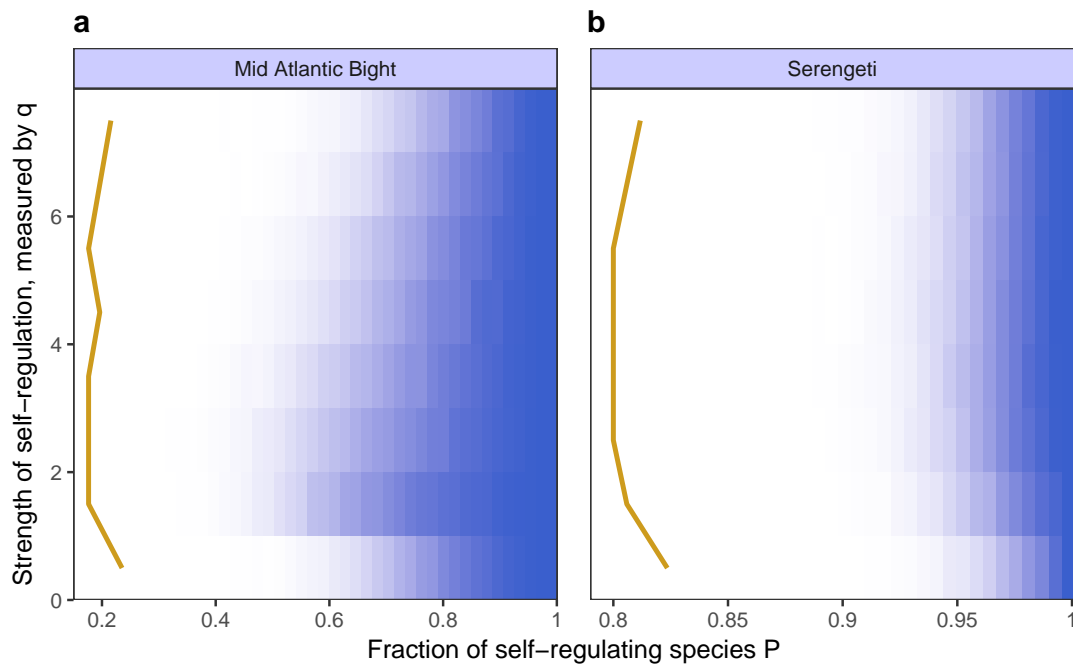 a
b
Mid Atlantic Bight
Serengeti
Strength of self−regulation, measured by q
6
4
2
0
0.2 0.4 0.6 0.8 1
0.8 0.85 0.9 0.95 1
Fraction of self−regulating species P